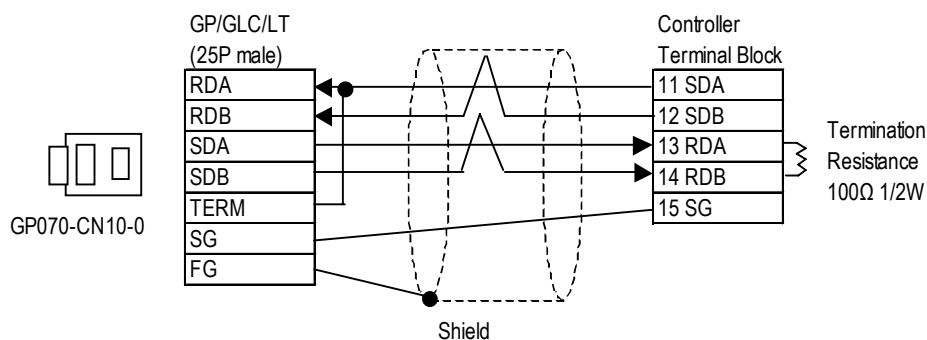 GP/GLC/LT
(25P male)
RDA
RDB
SDA
SDB
TERM
SG
FG
GP070-CN10-0
Shield
Controller
Terminal Block
11 SDA
12 SDB
13 RDA
14 RDB
15 SG
Termination
Resistance
100Ω 1/2W